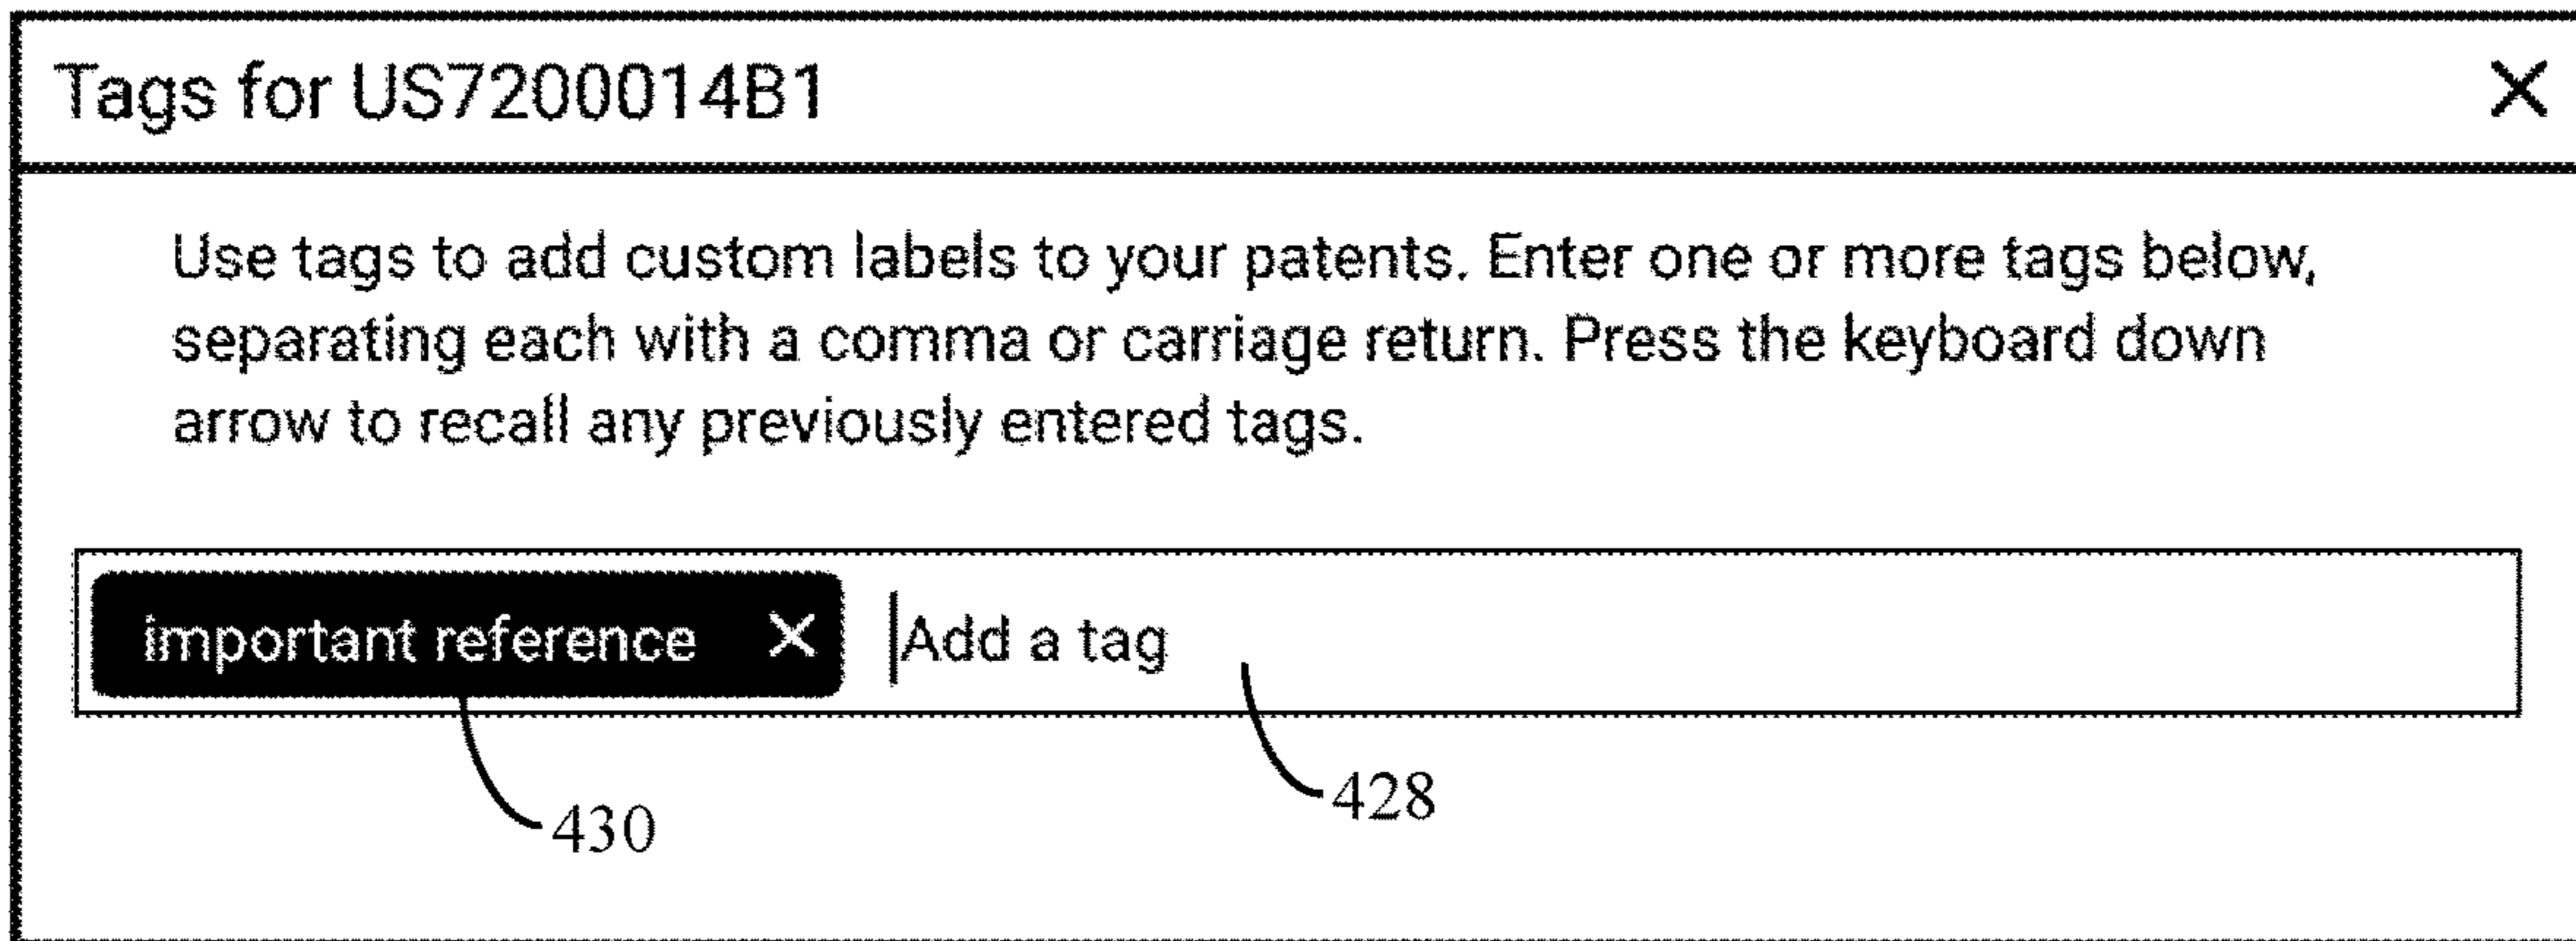 Tags for US7200014B1 ×
Use tags to add custom labels to your patents. Enter one or more tags below,
separating each with a comma or carriage return. Press the keyboard down
arrow to recall any previously entered tags.
important reference × Add a tag
428
430